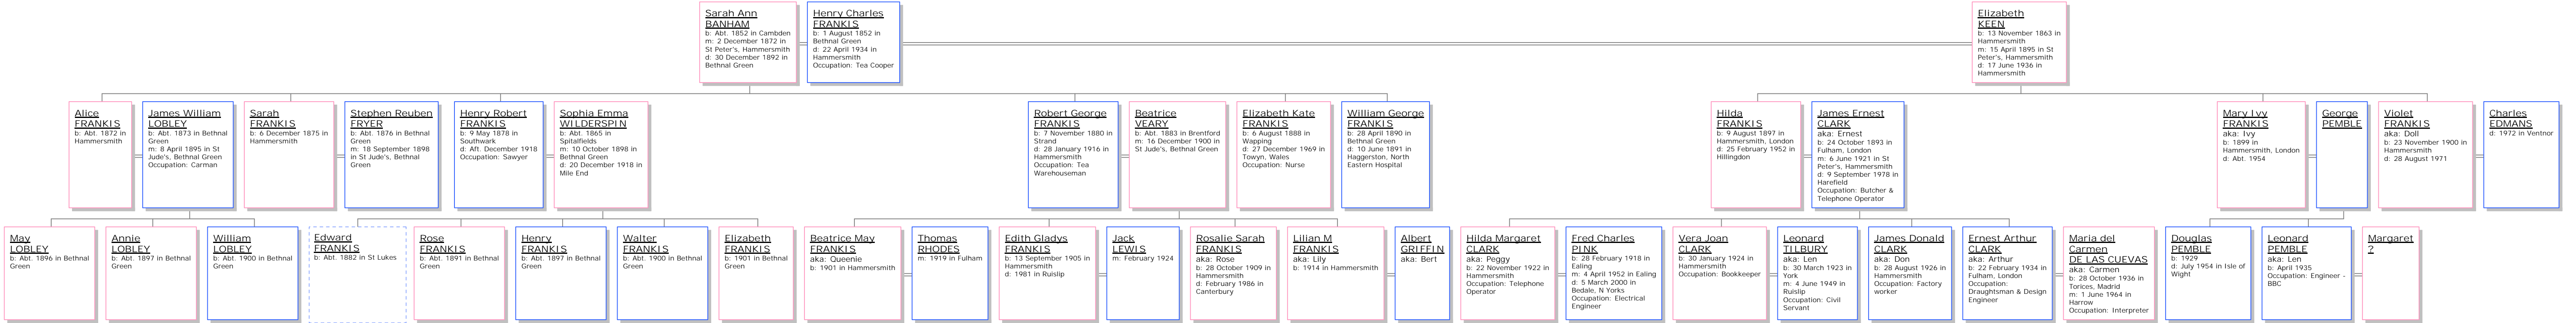 Sarah Ann
BANHAM
b: Abt. 1852 in Cambden
m: 2 December 1872 in
St Peter's, Hammersmith
d: 30 December 1892 in
Bethnal Green
Henry Charles
FRANKIS
b: 1 August 1852 in
Bethnal Green
d: 22 April 1934 in
Hammersmith
Occupation: Tea Cooper
Elizabeth
KEEN
b: 13 November 1863 in
Hammersmith
m: 15 April 1895 in St
Peter's, Hammersmith
d: 17 June 1936 in
Hammersmith
Alice
FRANKIS
b: Abt. 1872 in
Hammersmith
James William
LOBLEY
b: Abt. 1873 in Bethnal
Green
m: 8 April 1895 in St
Jude's, Bethnal Green
Occupation: Carman
Sarah
FRANKIS
b: 6 December 1875 in
Hammersmith
Stephen Reuben
FRYER
b: Abt. 1876 in Bethnal
Green
m: 18 September 1898
in St Jude's, Bethnal
Green
Henry Robert
FRANKIS
b: 9 May 1878 in
Southwark
d: Aft. December 1918
Occupation: Sawyer
Sophia Emma
WILDERSPIN
b: Abt. 1865 in
Spitalfields
m: 10 October 1898 in
Bethnal Green
d: 20 December 1918 in
Mile End
Robert George
FRANKIS
b: 7 November 1880 in
Strand
d: 28 January 1916 in
Hammersmith
Occupation: Tea
Warehouseman
Beatrice
VEARY
b: Abt. 1883 in Brentford
m: 16 December 1900 in
St Jude's, Bethnal Green
Elizabeth Kate
FRANKIS
b: 6 August 1888 in
Wapping
d: 27 December 1969 in
Towyn, Wales
Occupation: Nurse
William George
FRANKIS
b: 28 April 1890 in
Bethnal Green
d: 10 June 1891 in
Haggerston, North
Eastern Hospital
Hilda
FRANKIS
b: 9 August 1897 in
Hammersmith, London
d: 25 February 1952 in
Hillingdon
James Ernest
CLARK
aka: Ernest
b: 24 October 1893 in
Fulham, London
m: 6 June 1921 in St
Peter's, Hammersmith
d: 9 September 1978 in
Harefield
Occupation: Butcher &
Telephone Operator
Mary Ivy
FRANKIS
aka: Ivy
b: 1899 in
Hammersmith, London
d: Abt. 1954
George
PEMBLE
Violet
FRANKIS
aka: Doll
b: 23 November 1900 in
Hammersmith
d: 28 August 1971
Charles
EDMANS
d: 1972 in Ventnor
May
LOBLEY
b: Abt. 1896 in Bethnal
Green
Annie
LOBLEY
b: Abt. 1897 in Bethnal
Green
William
LOBLEY
b: Abt. 1900 in Bethnal
Green
Edward
FRANKIS
b: Abt. 1882 in St Lukes
Rose
FRANKIS
b: Abt. 1891 in Bethnal
Green
Henry
FRANKIS
b: Abt. 1897 in Bethnal
Green
Walter
FRANKIS
b: Abt. 1900 in Bethnal
Green
Elizabeth
FRANKIS
b: 1901 in Bethnal
Green
Beatrice May
FRANKIS
aka: Queenie
b: 1901 in Hammersmith
Thomas
RHODES
m: 1919 in Fulham
Edith Gladys
FRANKIS
b: 13 September 1905 in
Hammersmith
d: 1981 in Ruislip
Jack
LEWIS
m: February 1924
Rosalie Sarah
FRANKIS
aka: Rose
b: 28 October 1909 in
Hammersmith
d: February 1986 in
Canterbury
Lilian M
FRANKIS
aka: Lily
b: 1914 in Hammersmith
Albert
GRIFFIN
aka: Bert
Hilda Margaret
CLARK
aka: Peggy
b: 22 November 1922 in
Hammersmith
Occupation: Telephone
Operator
Fred Charles
PINK
b: 28 February 1918 in
Ealing
m: 4 April 1952 in Ealing
d: 5 March 2000 in
Bedale, N Yorks
Occupation: Electrical
Engineer
Vera Joan
CLARK
b: 30 January 1924 in
Hammersmith
Occupation: Bookkeeper
Leonard
TILBURY
aka: Len
b: 30 March 1923 in
York
m: 4 June 1949 in
Ruislip
Occupation: Civil
Servant
James Donald
CLARK
aka: Don
b: 28 August 1926 in
Hammersmith
Occupation: Factory
worker
Ernest Arthur
CLARK
aka: Arthur
b: 22 February 1934 in
Fulham, London
Occupation:
Draughtsman & Design
Engineer
Maria del
Carmen
DE LAS CUEVAS
aka: Carmen
b: 28 October 1936 in
Torices, Madrid
m: 1 June 1964 in
Harrow
Occupation: Interpreter
Douglas
PEMBLE
b: 1929
d: July 1954 in Isle of
Wight
Leonard
PEMBLE
aka: Len
b: April 1935
Occupation: Engineer -
BBC
Margaret
?